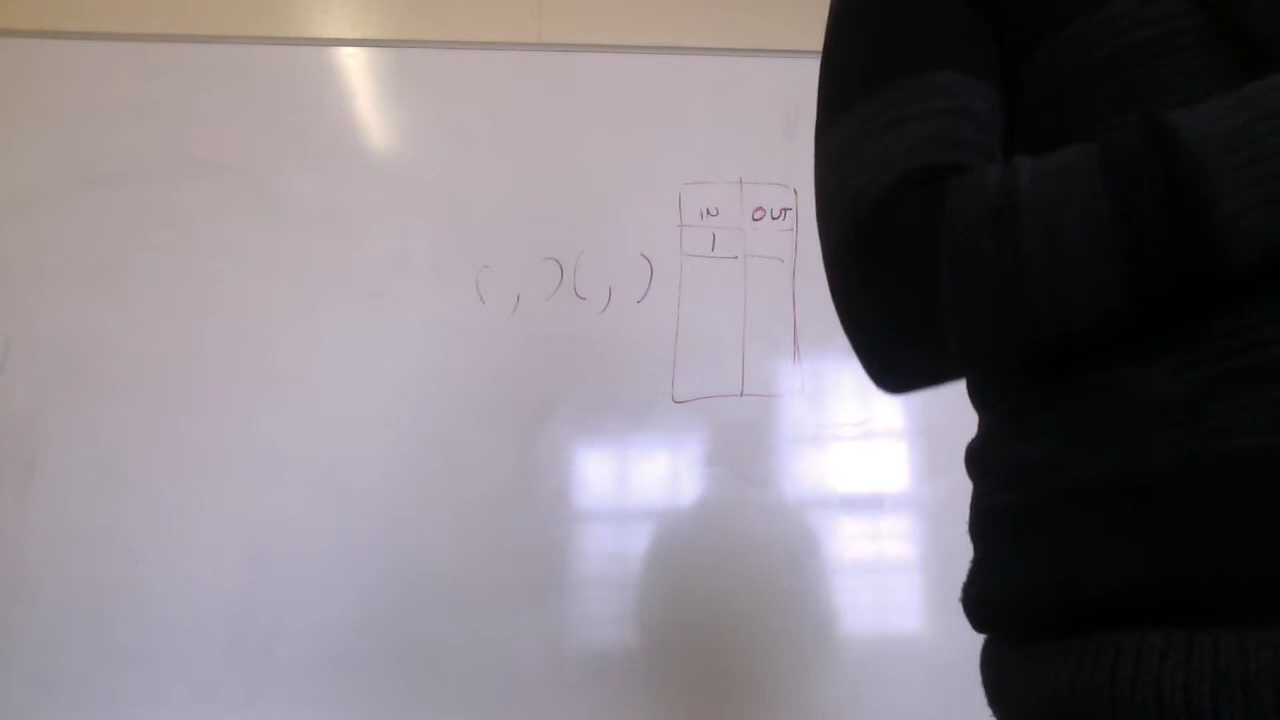 IN OUT
1
( , ) ( , )